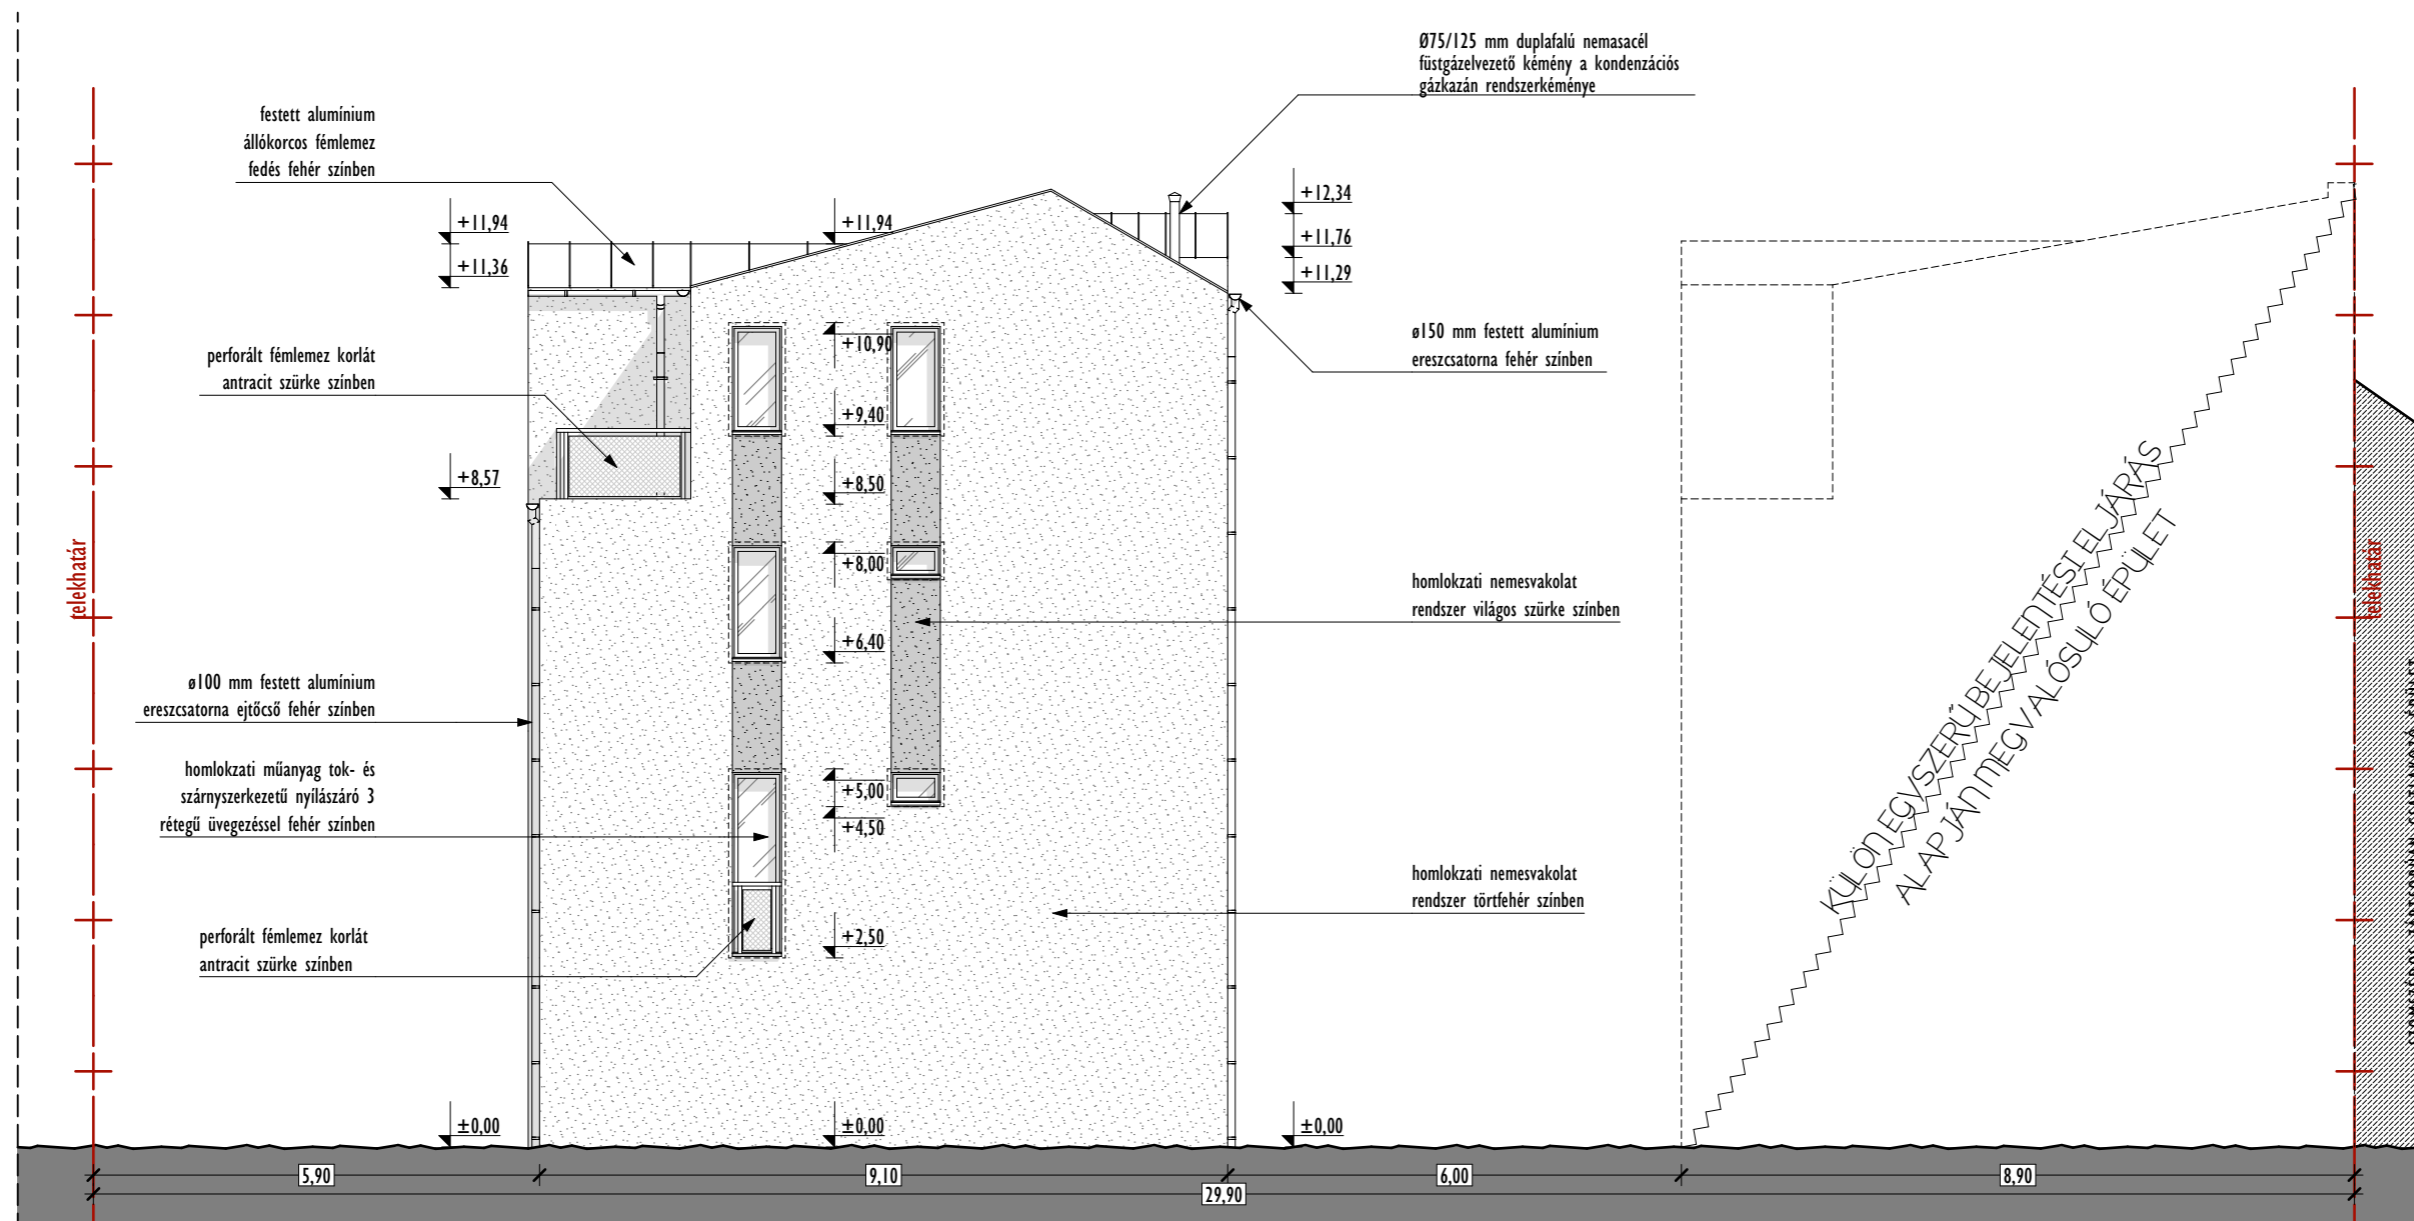 Ø75/125 mm duplafalú nemasacél
füstgázelvezető kémény a kondenzációs
gázkazán rendszerkéménye
festett alumínium
állókorcos fémlemez
fedés fehér színben
+11,94
+11,36
+11,94
+12,34
+11,76
+11,29
perforált fémlemez korlát
antracit szürke színben
ø150 mm festett alumínium
ereszcsatorna fehér színben
+10,90
+9,40
+8,57
+8,50
+8,00
+6,40
+5,00
+4,50
+2,50
telekhatár
telekhatár
homlokzati nemesvakolat
rendszer világos szürke színben
ø100 mm festett alumínium
ereszcsatorna ejtőcső fehér színben
homlokzati műanyag tok- és
szárnyszerkezetű nyílászáró 3
rétegű üvegezéssel fehér színben
homlokzati nemesvakolat
rendszer törtfehér színben
perforált fémlemez korlát
antracit szürke színben
KÜLÖN EGYSZERŰ BEJELENTÉSI ELJÁRÁS
ALAPJÁN MEGVALÓSULÓ ÉPÜLET
±0,00
±0,00
±0,00
5,90
9,10
6,00
8,90
29,90